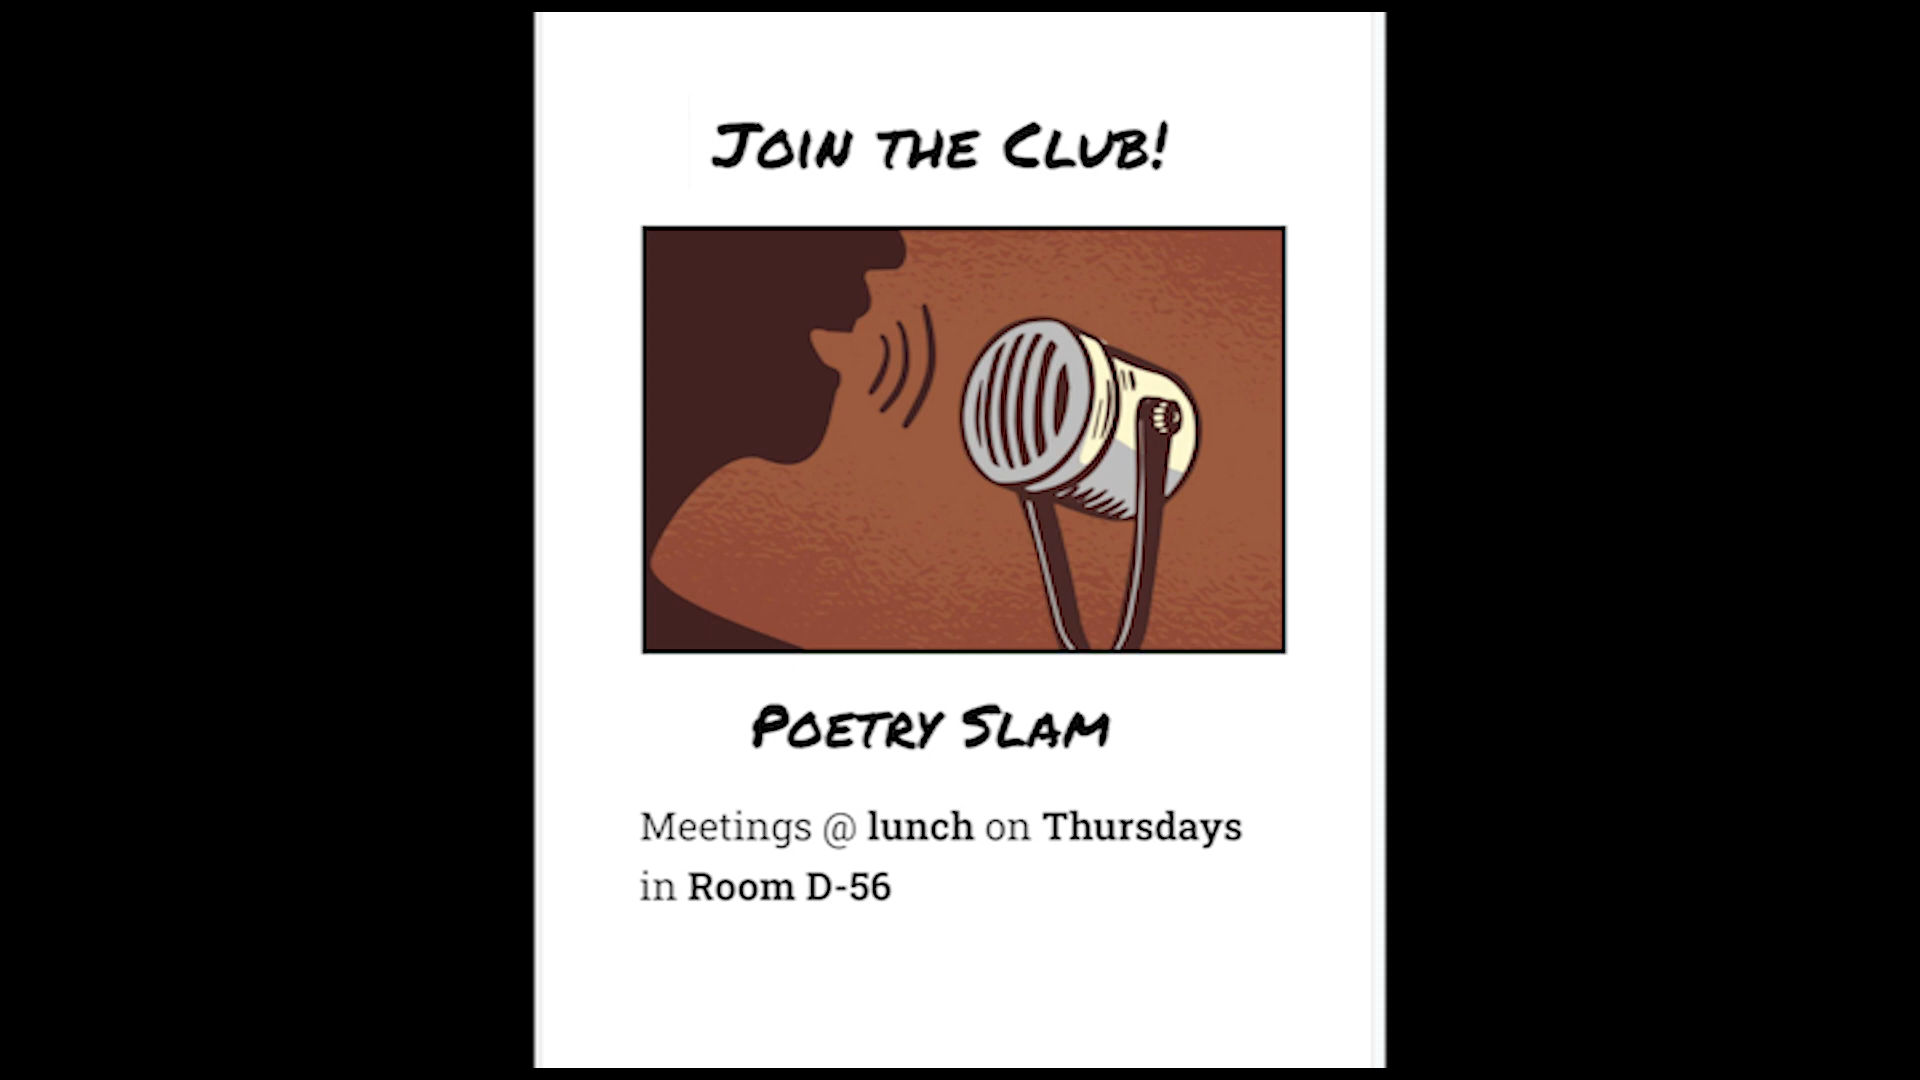 Join the Club!
Poetry Slam
Meetings @ lunch on Thursdays
in Room D-56